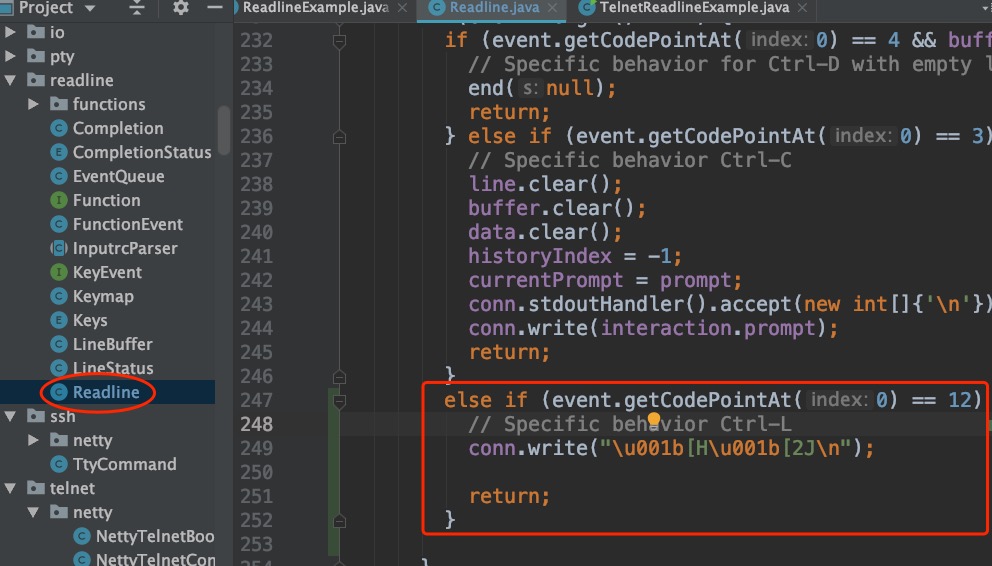 Project
ReadlineExample.java
Readline.java
TelnetReadlineExample.java
io
pty
readline
functions
Completion
CompletionStatus
EventQueue
Function
FunctionEvent
InputrcParser
KeyEvent
Keymap
Keys
LineBuffer
LineStatus
Readline
ssh
netty
TtyCommand
telnet
netty
NettyTelnetBoo
NettyTelnetCon
232 if (event.getCodePointAt( index: 0) == 4 && buff
233 // Specific behavior for Ctrl-D with empty l
234 end( s: null);
235 return;
236 } else if (event.getCodePointAt( index: 0) == 3)
237 // Specific behavior Ctrl-C
238 line.clear();
239 buffer.clear();
240 data.clear();
241 historyIndex = -1;
242 currentPrompt = prompt;
243 conn.stdoutHandler().accept(new int[]{'\n'})
244 conn.write(interaction.prompt);
245 return;
246 }
247 else if (event.getCodePointAt( index: 0) == 12)
248 // Specific behavior Ctrl-L
249 conn.write("\u001b[H\u001b[2J\n");
250
251 return;
252 }
253
254 }